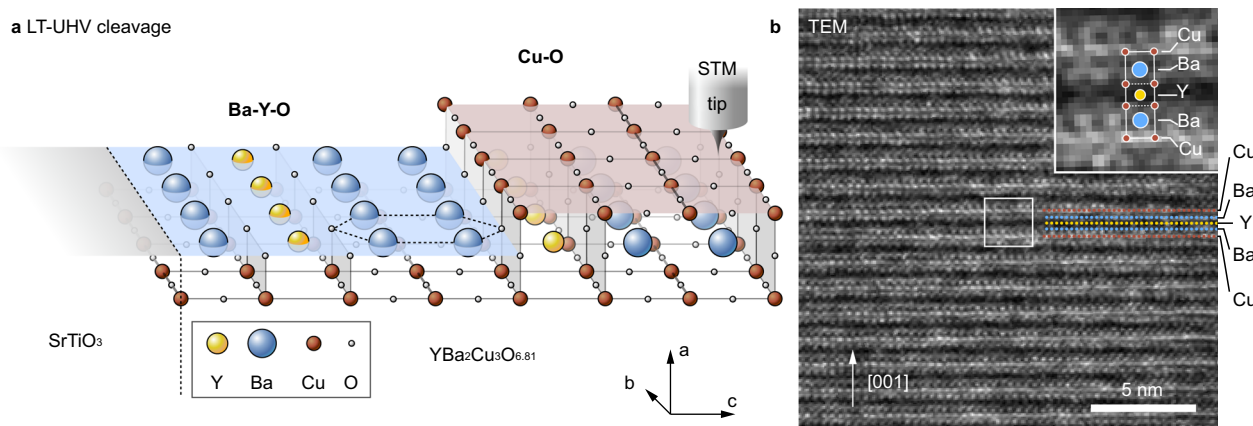 a LT-UHV cleavage
Ba-Y-O
Cu-O
STM
tip
SrTiO₃
Y Ba Cu O
YBa₂Cu₃O₆.₈₁
a
b
c
b TEM
Cu
Ba
Y
Ba
Cu
Cu
Ba
Y
Ba
Cu
[001]
5 nm